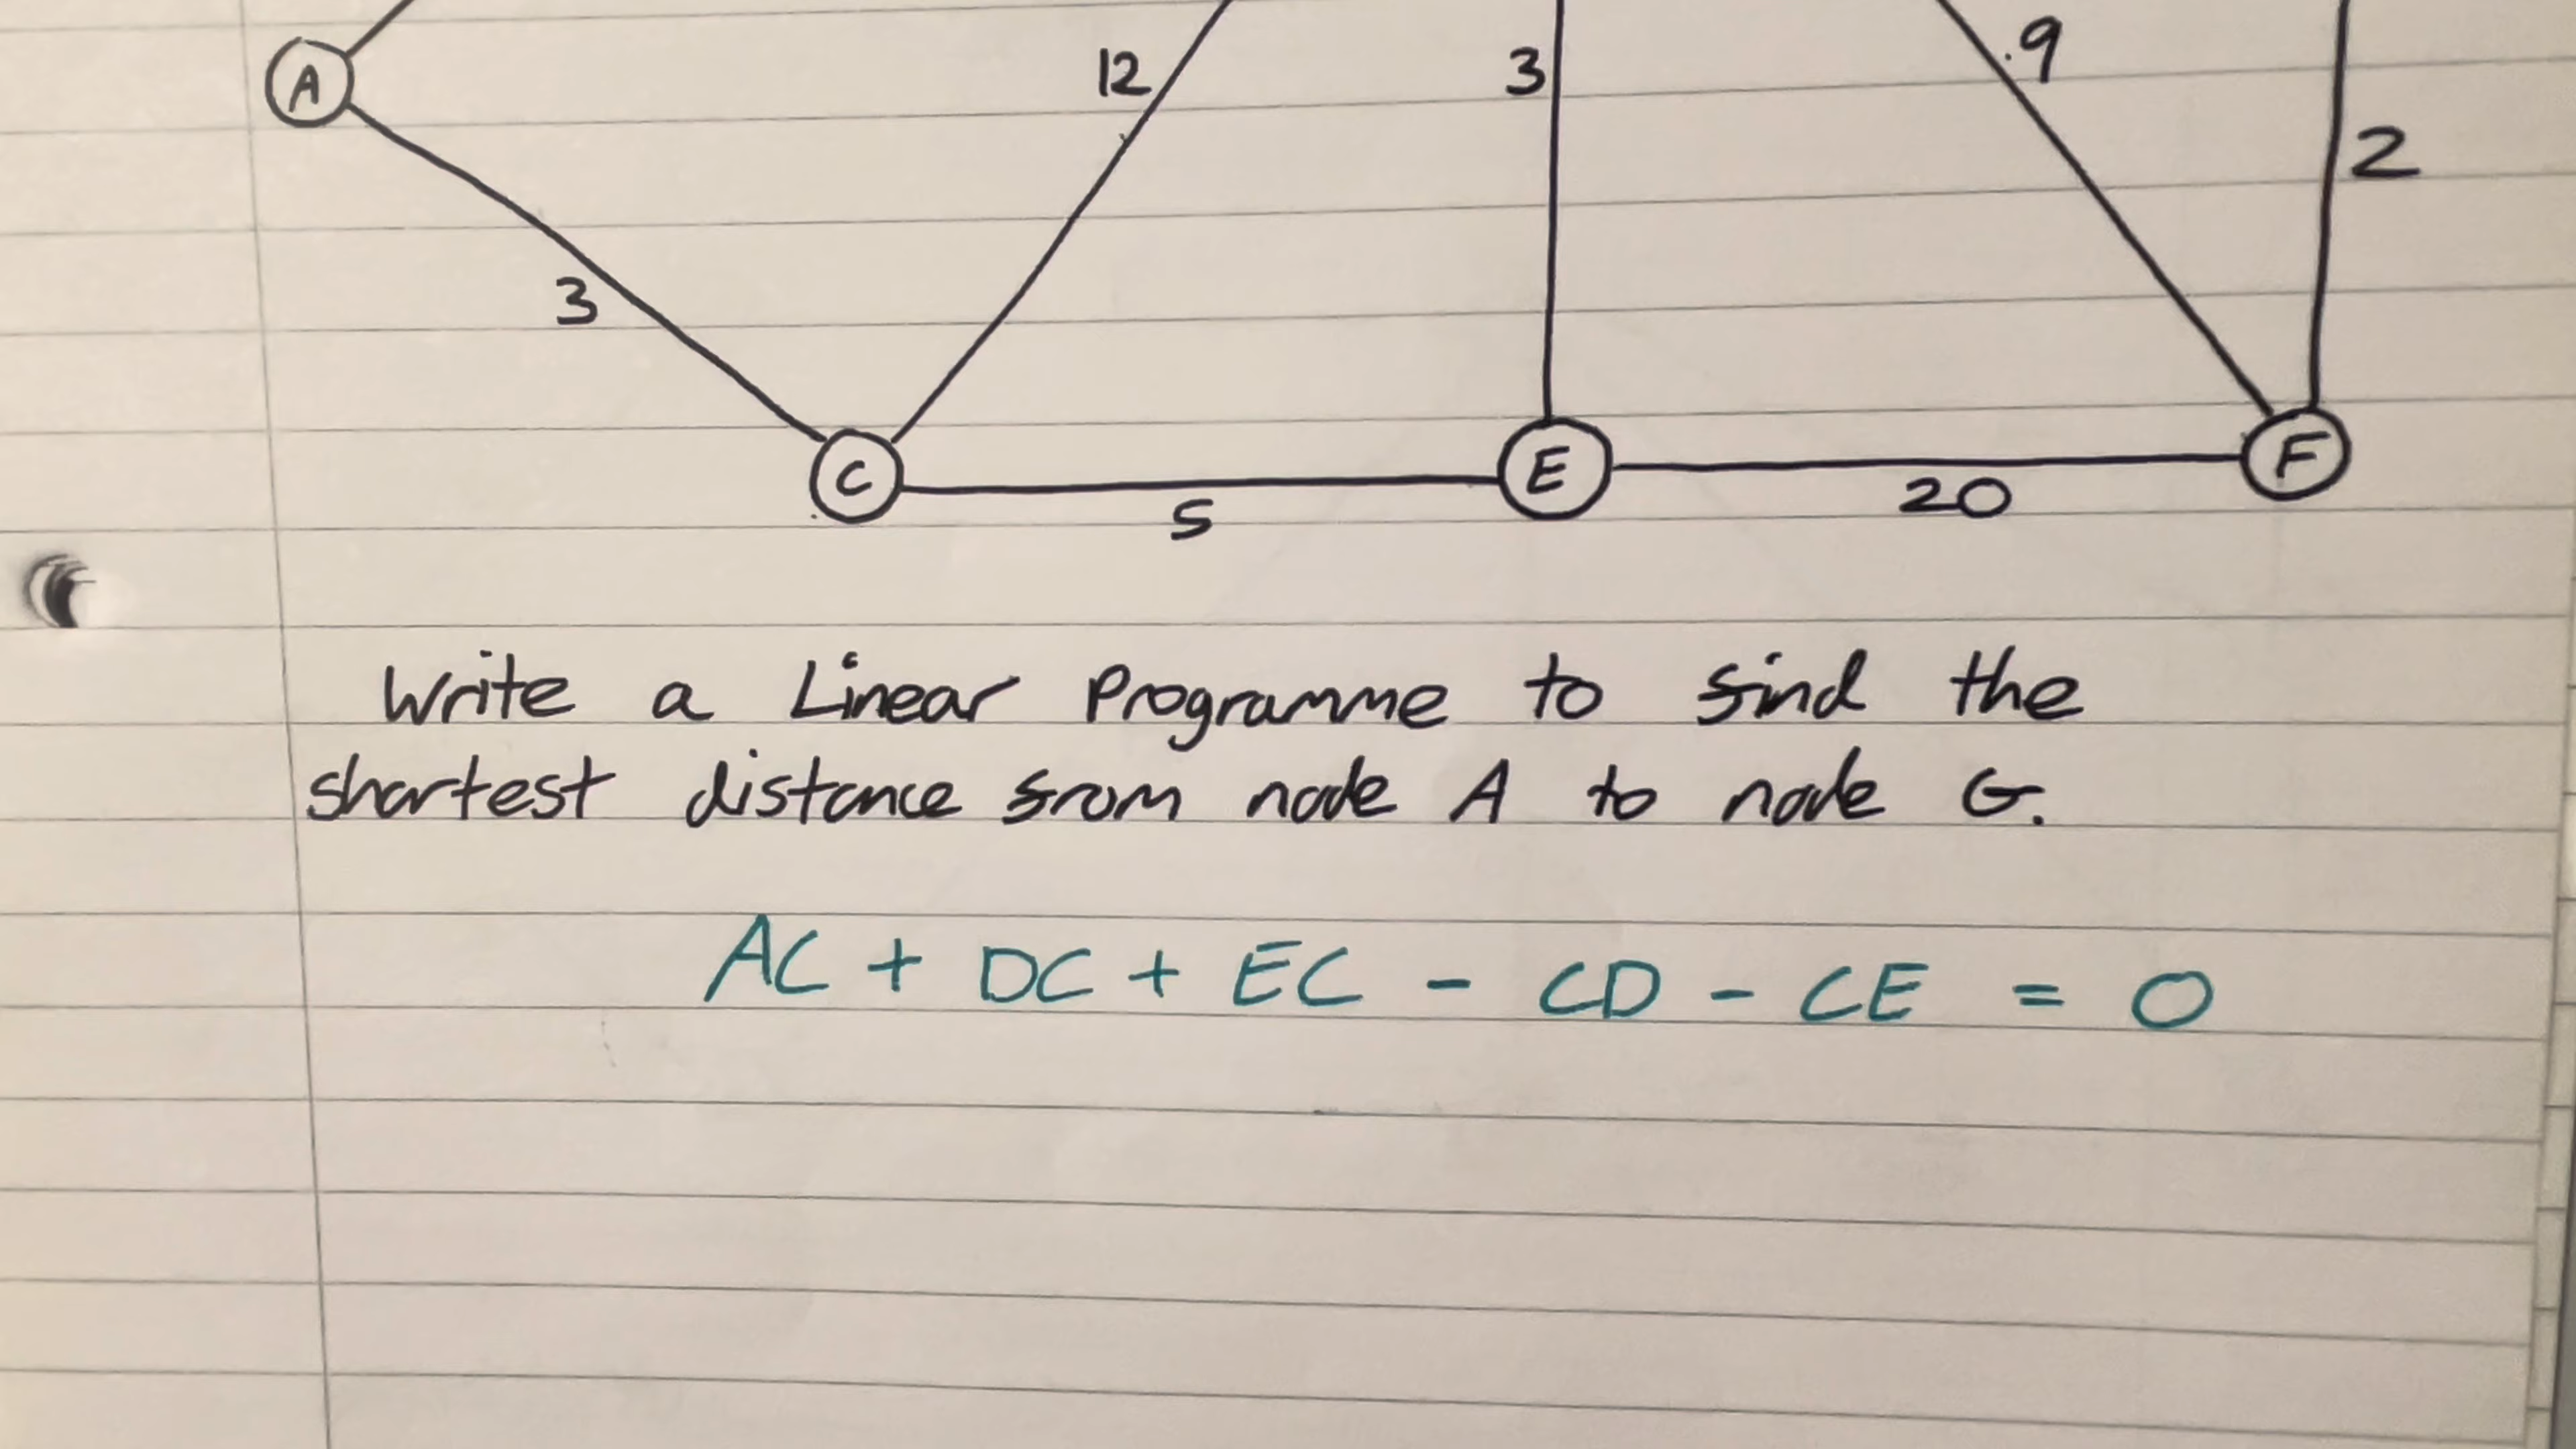 12
3
9
A
2
3
C
E
F
5
20
Write a Linear Programme to find the
shortest distance from node A to node G.
AC + DC + EC - CD - CE = 0